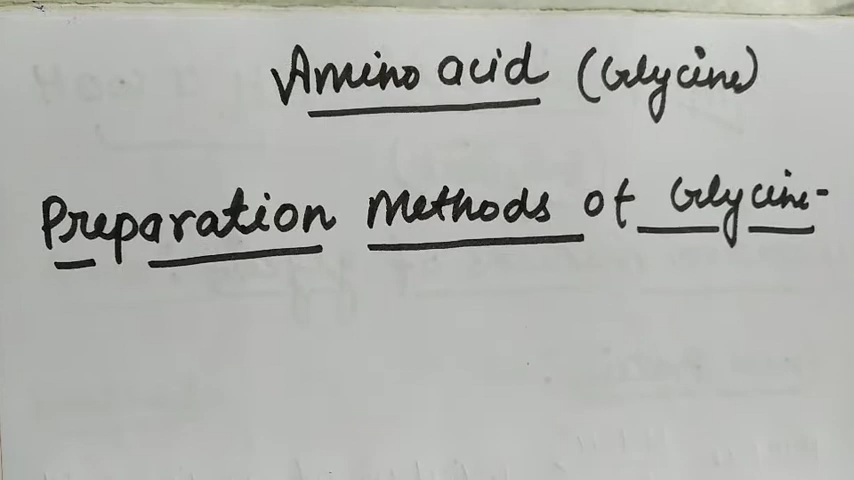 Amino acid (Glycine)
Preparation Methods of Glycine-